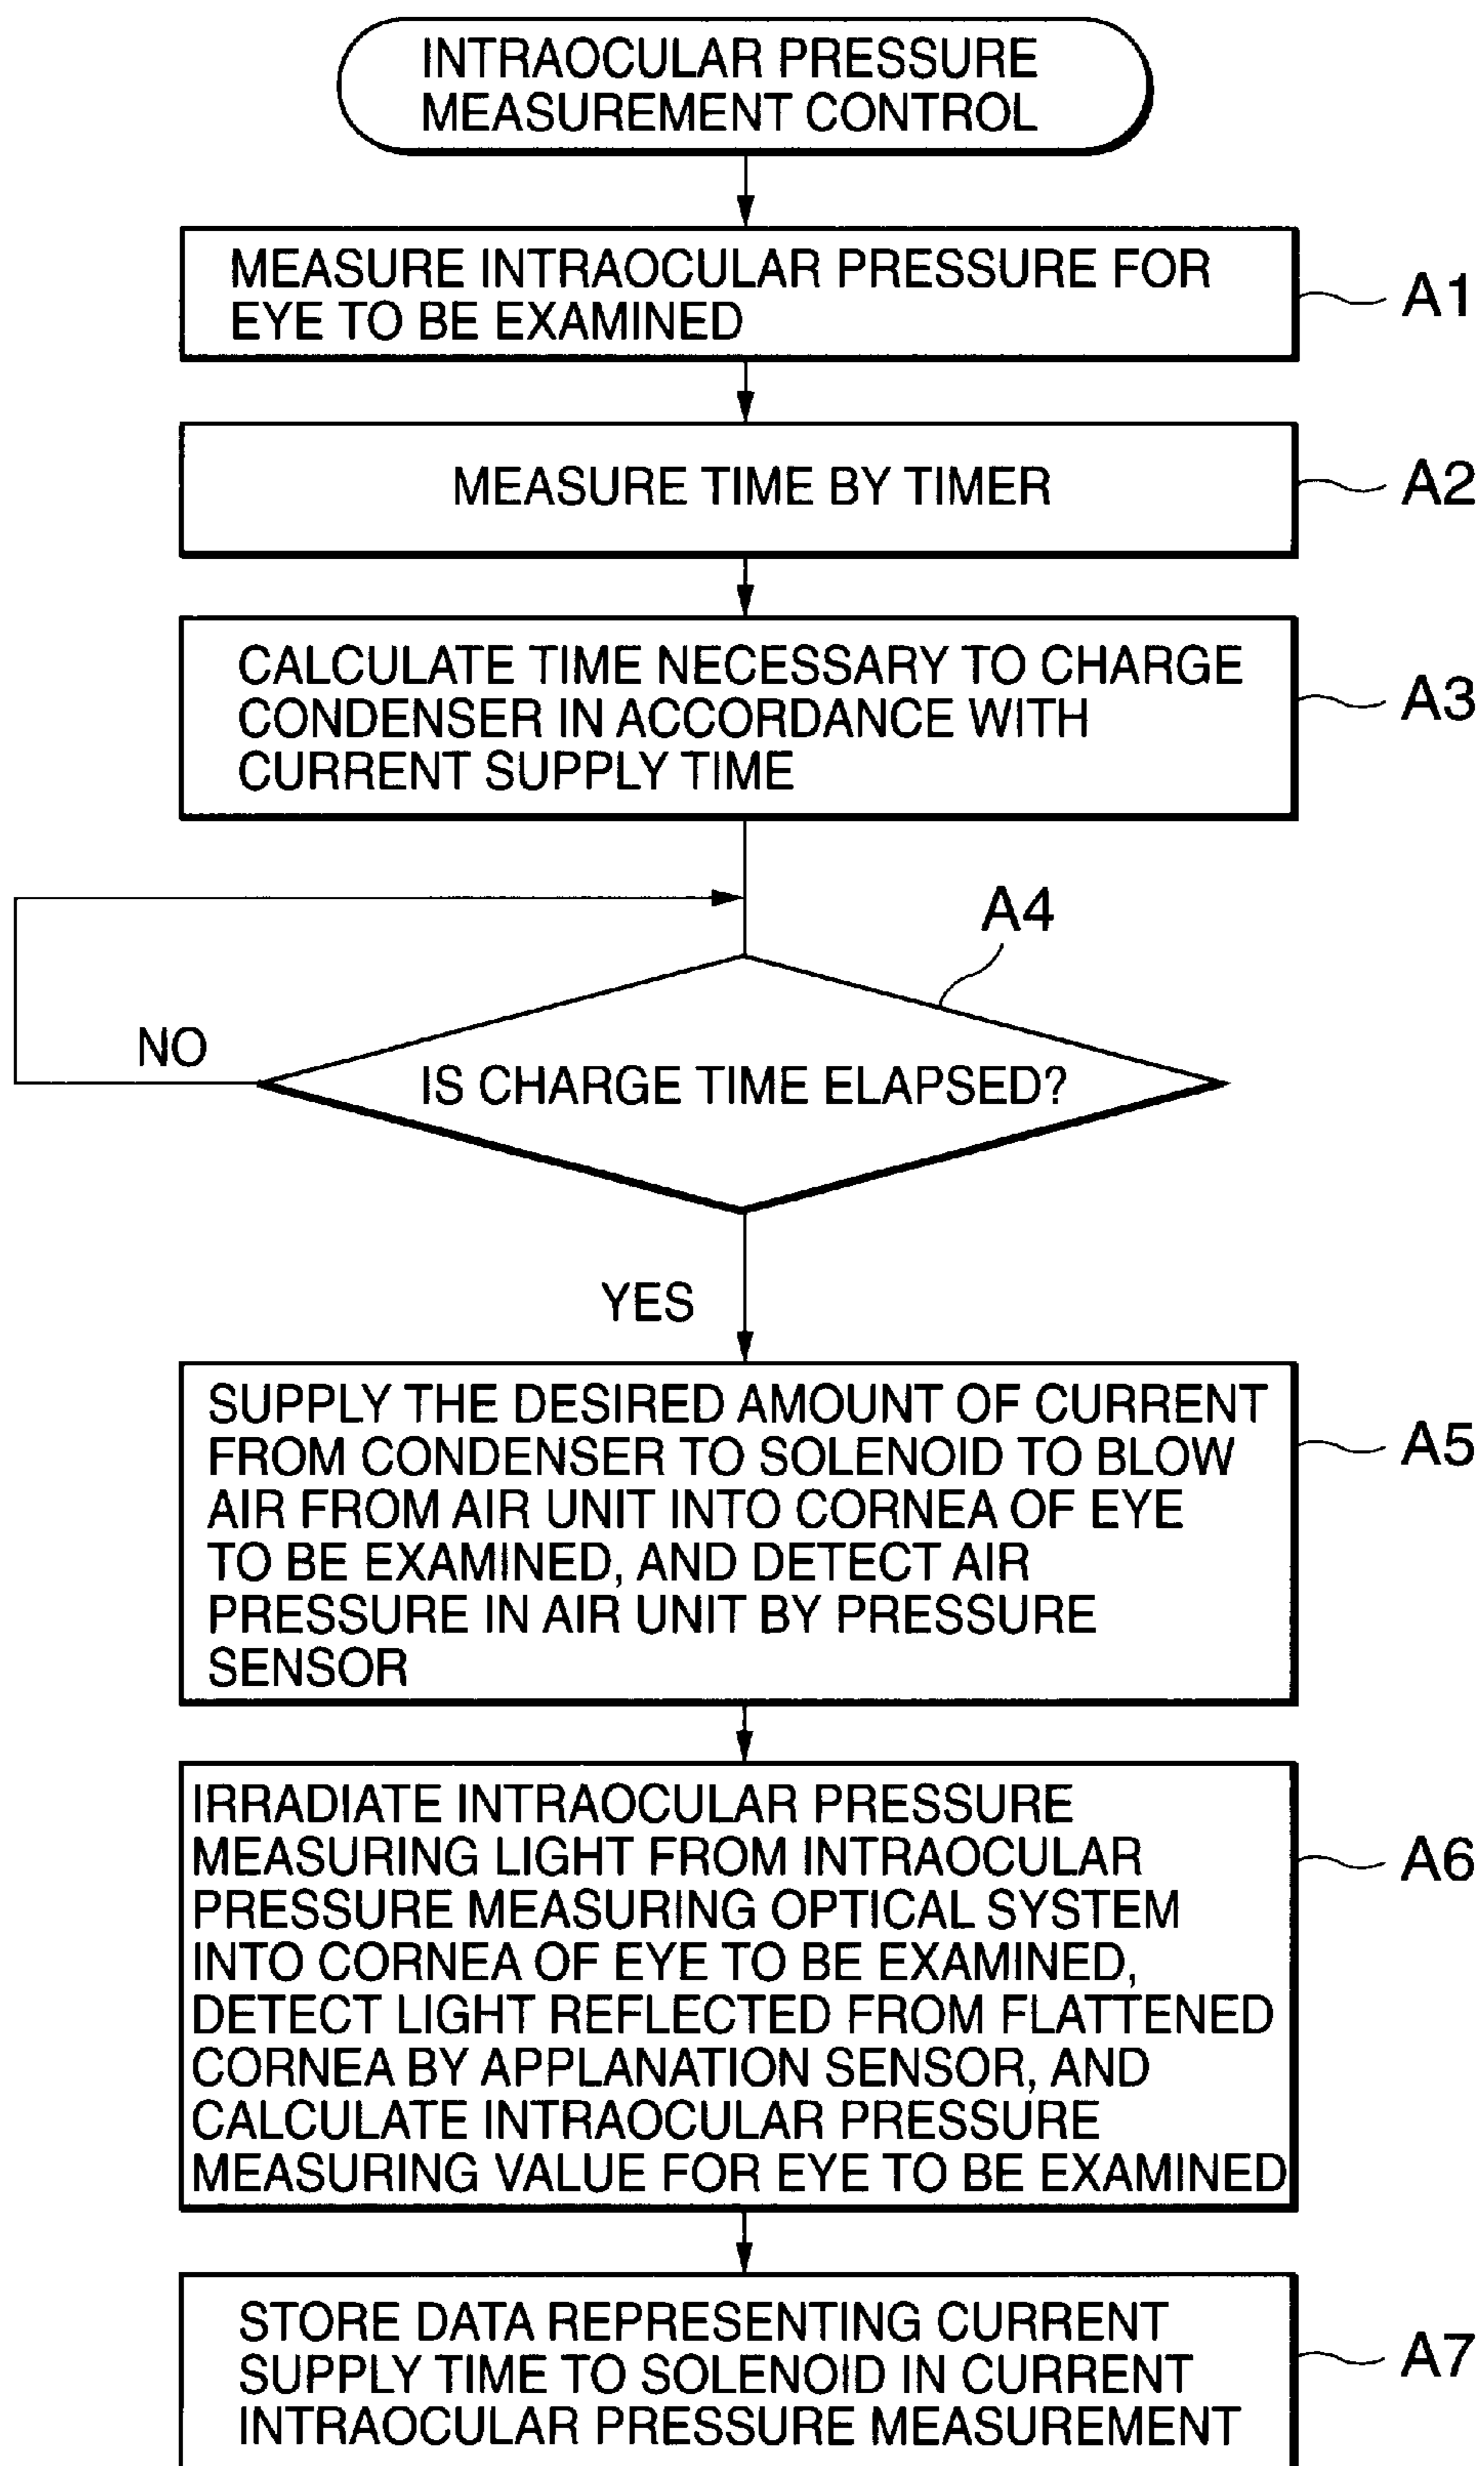 INTRAOCULAR PRESSURE
MEASUREMENT CONTROL
MEASURE INTRAOCULAR PRESSURE FOR
EYE TO BE EXAMINED
A1
MEASURE TIME BY TIMER
A2
CALCULATE TIME NECESSARY TO CHARGE
CONDENSER IN ACCORDANCE WITH
CURRENT SUPPLY TIME
A3
A4
NO
IS CHARGE TIME ELAPSED?
YES
SUPPLY THE DESIRED AMOUNT OF CURRENT
FROM CONDENSER TO SOLENOID TO BLOW
AIR FROM AIR UNIT INTO CORNEA OF EYE
TO BE EXAMINED, AND DETECT AIR
PRESSURE IN AIR UNIT BY PRESSURE
SENSOR
A5
IRRADIATE INTRAOCULAR PRESSURE
MEASURING LIGHT FROM INTRAOCULAR
PRESSURE MEASURING OPTICAL SYSTEM
INTO CORNEA OF EYE TO BE EXAMINED,
DETECT LIGHT REFLECTED FROM FLATTENED
CORNEA BY APPLANATION SENSOR, AND
CALCULATE INTRAOCULAR PRESSURE
MEASURING VALUE FOR EYE TO BE EXAMINED
A6
STORE DATA REPRESENTING CURRENT
SUPPLY TIME TO SOLENOID IN CURRENT
INTRAOCULAR PRESSURE MEASUREMENT
A7